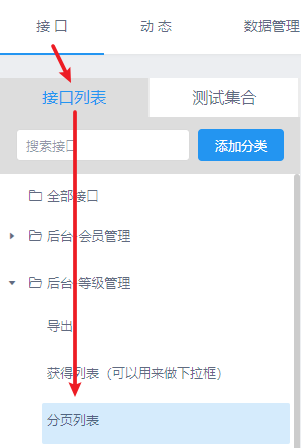 接 口 动 态 数据管理
接口列表 测试集合
搜索接口 添加分类
全部接口
后台-会员管理
后台-等级管理
导出
获得列表（可以用来做下拉框）
分页列表